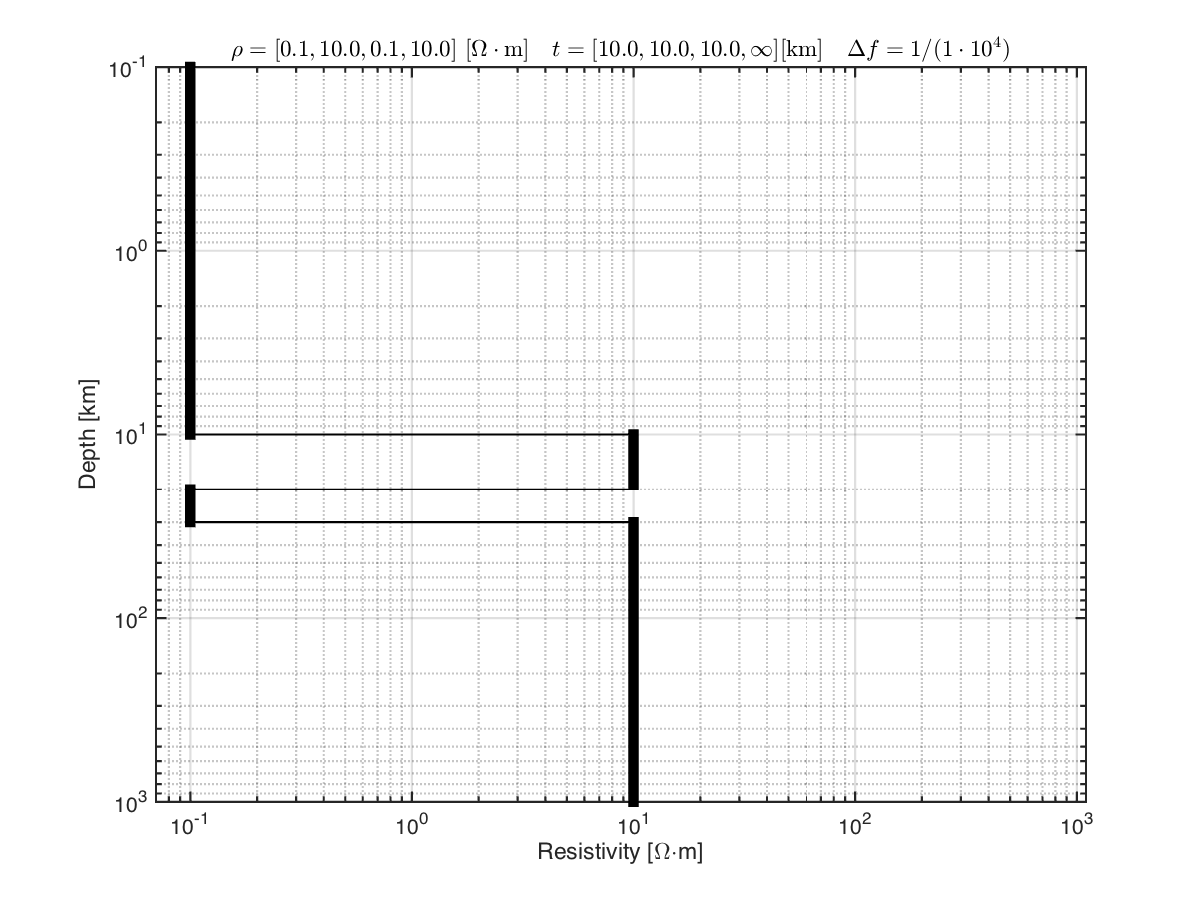 ρ = [0.1, 10.0, 0.1, 10.0] [Ω · m] t = [10.0, 10.0, 10.0, ∞][km] Δf = 1/(1 · 10⁴)
10⁻¹
10⁰
10¹
10²
10³
Depth [km]
10⁻¹ 10⁰ 10¹ 10² 10³
Resistivity [Ω·m]